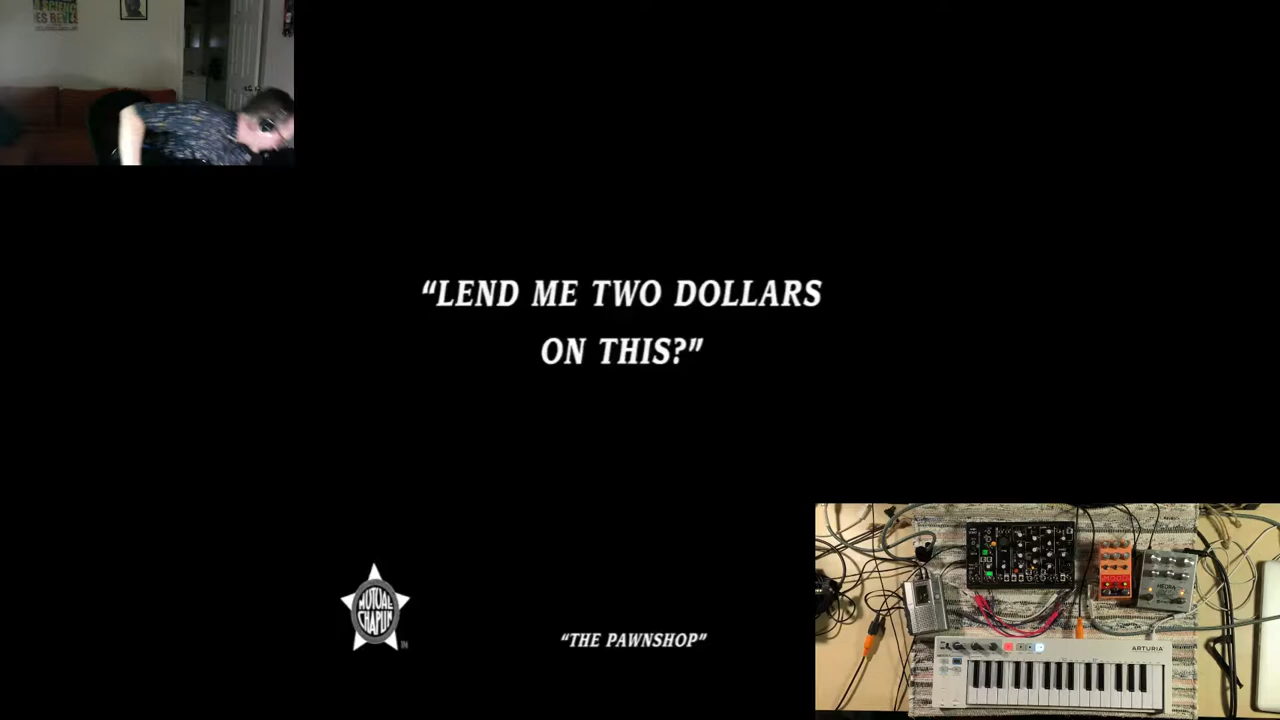 "LEND ME TWO DOLLARS
ON THIS?"
MUTUAL
CHAPLIN
"THE PAWNSHOP"
ARTURIA